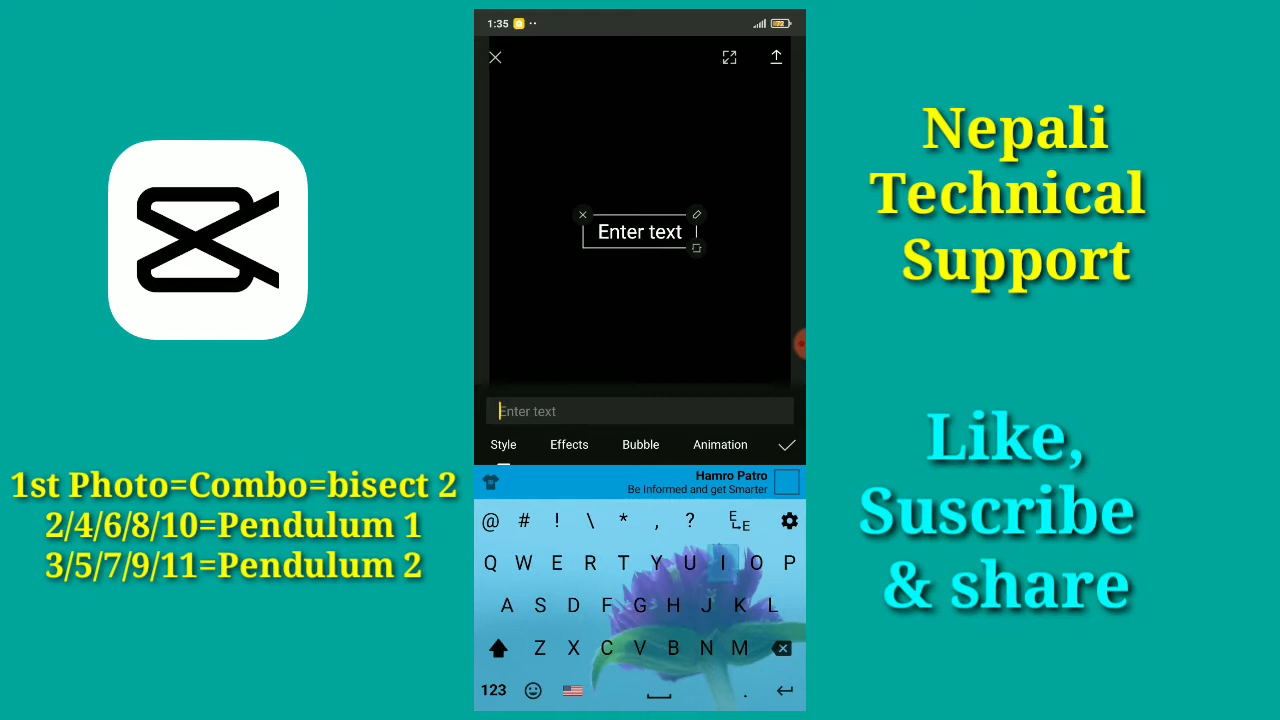 1:35
72
Enter text
Enter text
Style Effects Bubble Animation
Hamro Patro
Be Informed and get Smarter
@ # ! \ * , ? E E
Q W E R T Y U I O P
A S D F G H J K L
Z X C V B N M
123 .
1st Photo=Combo=bisect 2
2/4/6/8/10=Pendulum 1
3/5/7/9/11=Pendulum 2
Nepali
Technical
Support
Like,
Suscribe
& share